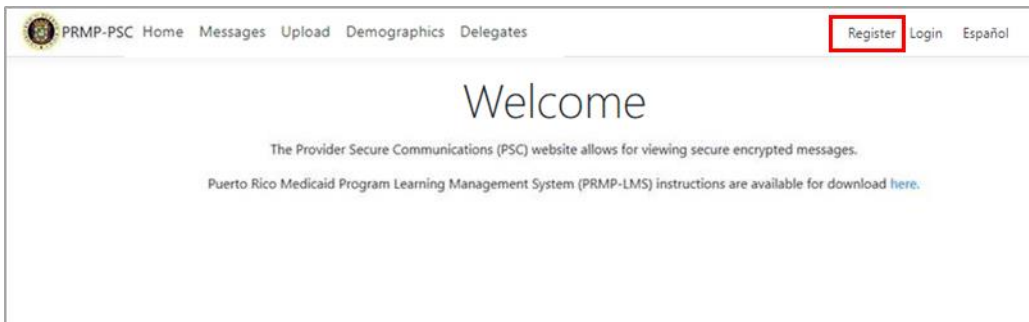 PRMP-PSC Home Messages Upload Demographics Delegates Register Login Español
Welcome
The Provider Secure Communications (PSC) website allows for viewing secure encrypted messages.
Puerto Rico Medicaid Program Learning Management System (PRMP-LMS) instructions are available for download here.